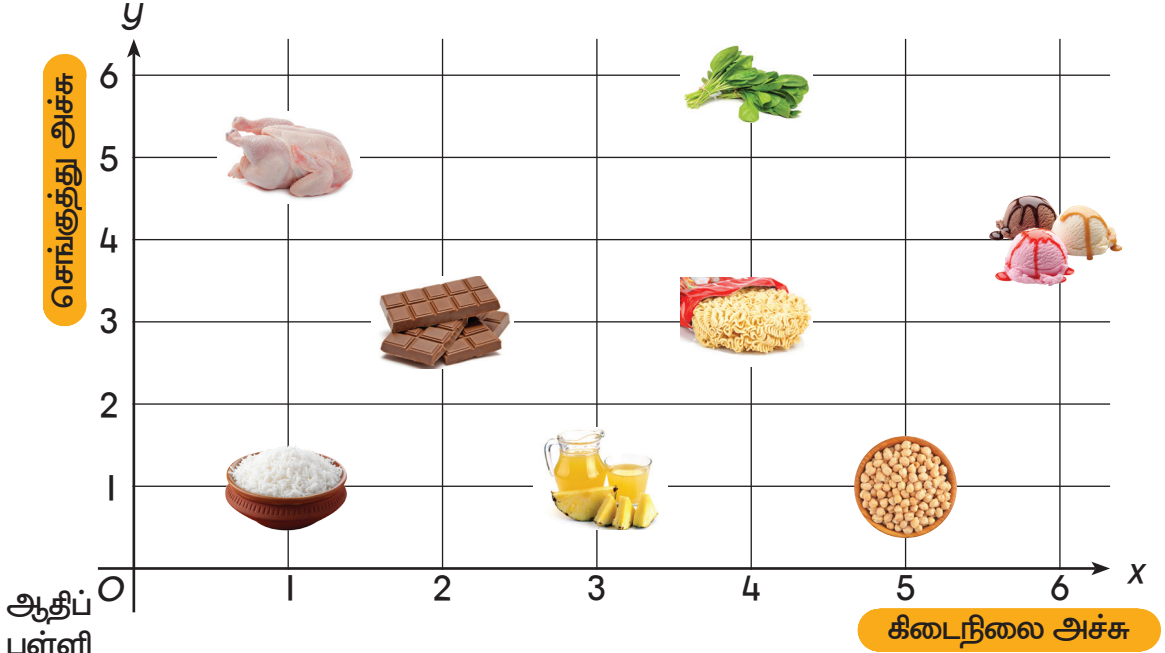 y
செங்குத்து அச்சு
6
5
4
3
2
1
O
1 2 3 4 5 6
x
ஆதிப்
புள்ளி
கிடைநிலை அச்சு